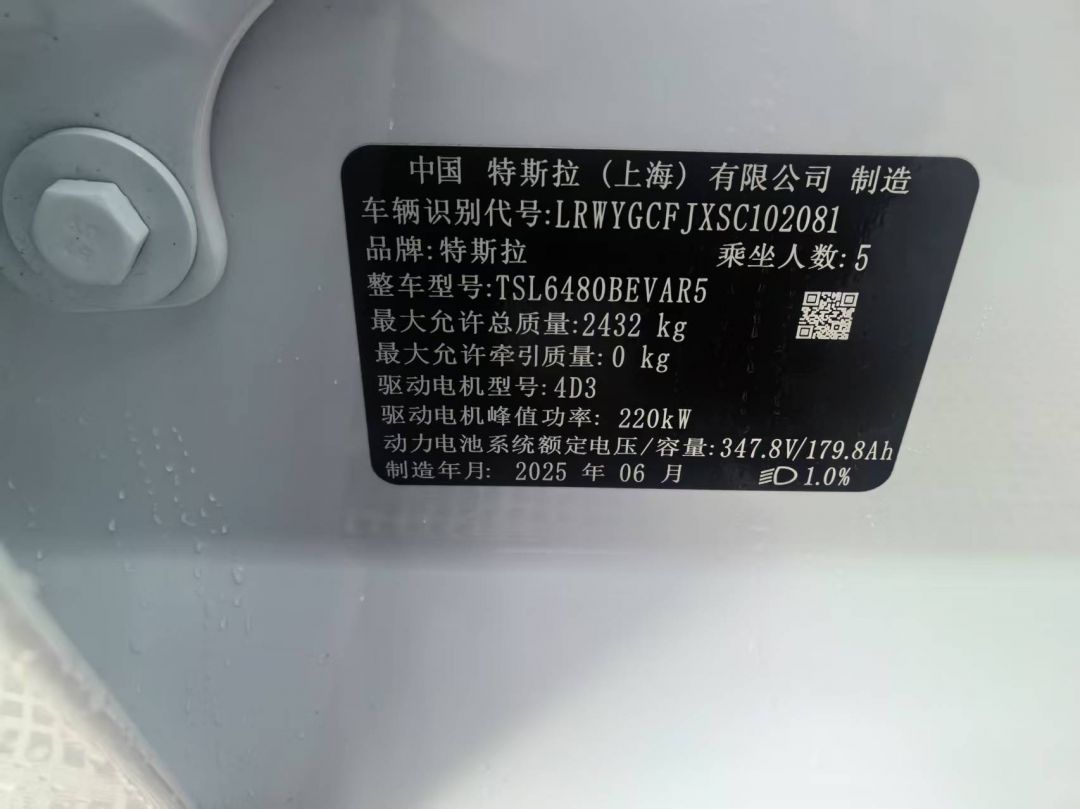 中国 特斯拉（上海）有限公司 制造
车辆识别代号:LRWYGCFJXSC102081
品牌:特斯拉 乘坐人数:5
整车型号:TSL6480BEVAR5
最大允许总质量:2432 kg
最大允许牵引质量:0 kg
驱动电机型号:4D3
驱动电机峰值功率: 220kW
动力电池系统额定电压/容量:347.8V/179.8Ah
制造年月: 2025 年 06 月 1.0%